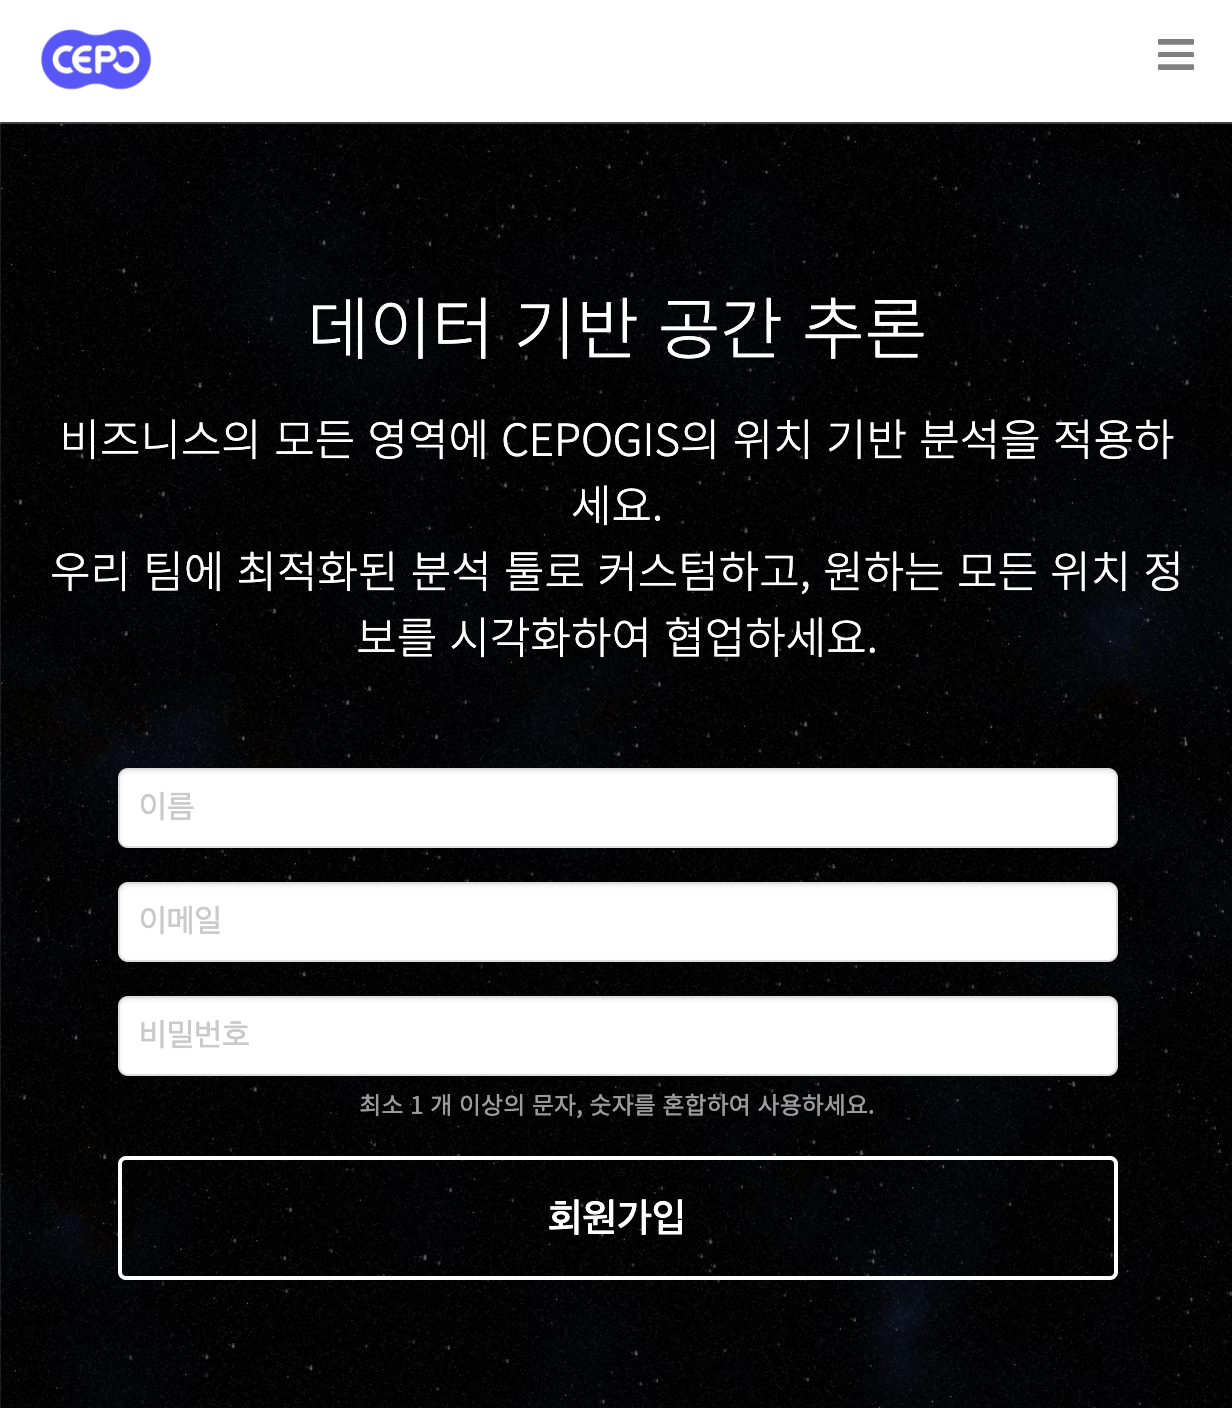 CEPO
데이터 기반 공간 추론
비즈니스의 모든 영역에 CEPOGIS의 위치 기반 분석을 적용하
세요.
우리 팀에 최적화된 분석 툴로 커스텀하고, 원하는 모든 위치 정
보를 시각화하여 협업하세요.
이름
이메일
비밀번호
최소 1 개 이상의 문자, 숫자를 혼합하여 사용하세요.
회원가입